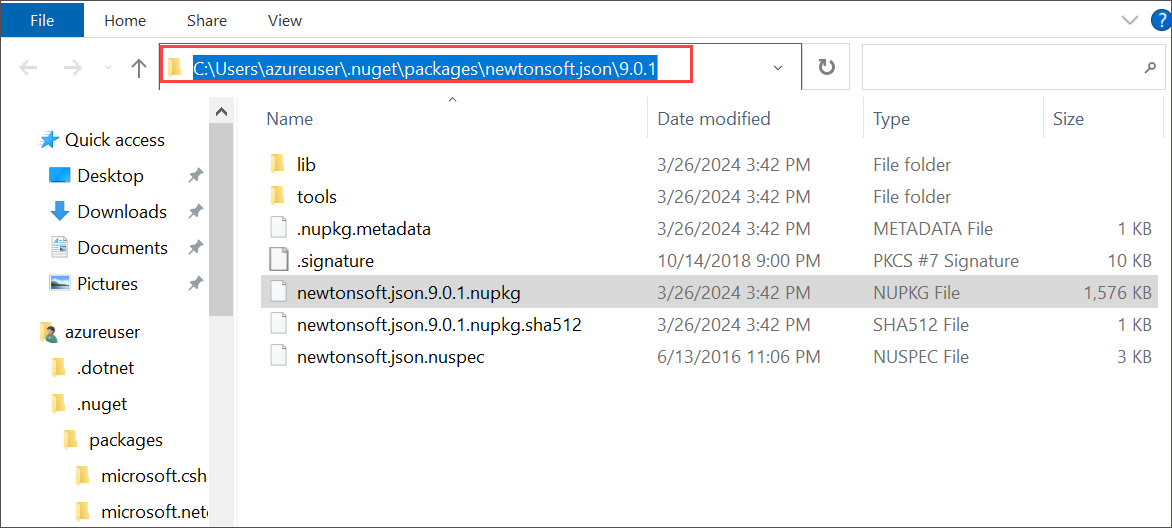 File Home Share View
C:\Users\azureuser\.nuget\packages\newtonsoft.json\9.0.1
Name Date modified Type Size
Quick access
Desktop
Downloads
Documents
Pictures
azureuser
.dotnet
.nuget
packages
microsoft.csh
microsoft.net
lib 3/26/2024 3:42 PM File folder
tools 3/26/2024 3:42 PM File folder
.nupkg.metadata 3/26/2024 3:42 PM METADATA File 1 KB
.signature 10/14/2018 9:00 PM PKCS #7 Signature 10 KB
newtonsoft.json.9.0.1.nupkg 3/26/2024 3:42 PM NUPKG File 1,576 KB
newtonsoft.json.9.0.1.nupkg.sha512 3/26/2024 3:42 PM SHA512 File 1 KB
newtonsoft.json.nuspec 6/13/2016 11:06 PM NUSPEC File 3 KB